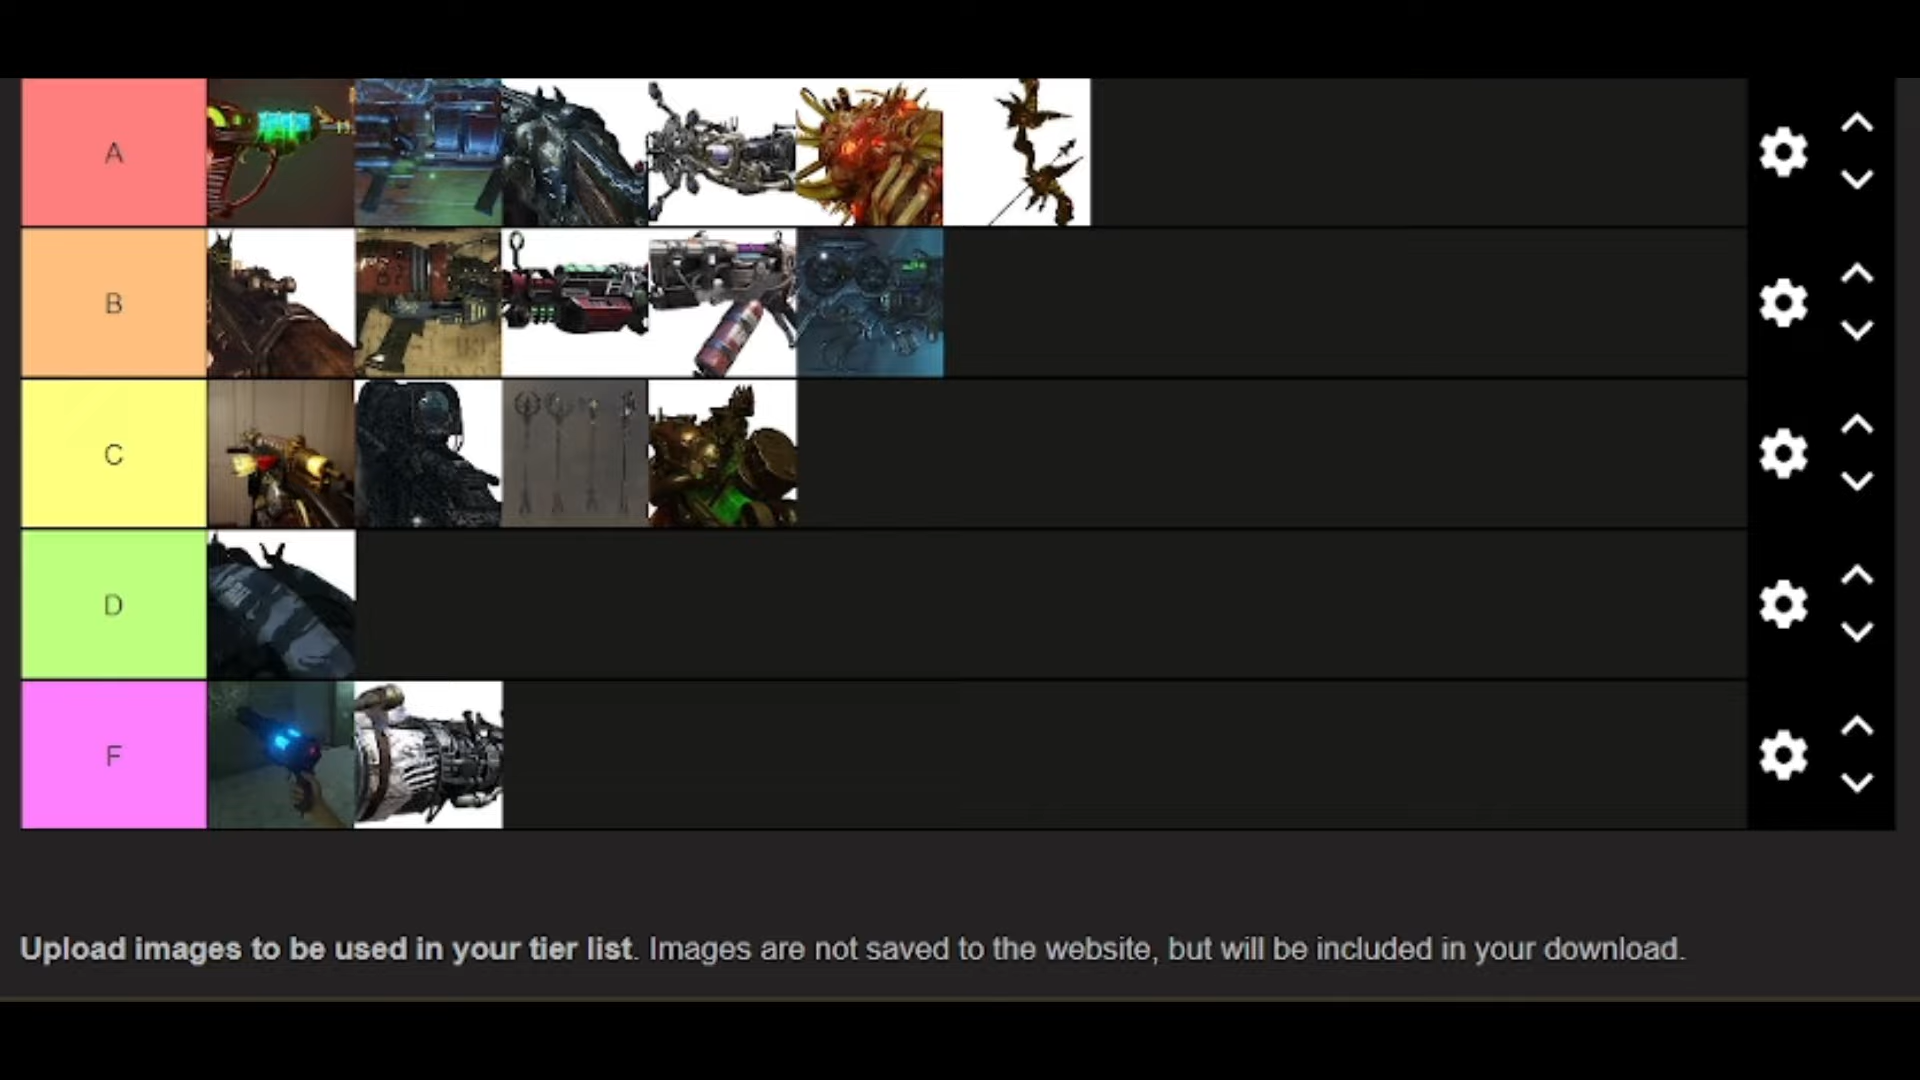 A
B
C
D
F
Upload images to be used in your tier list. Images are not saved to the website, but will be included in your download.